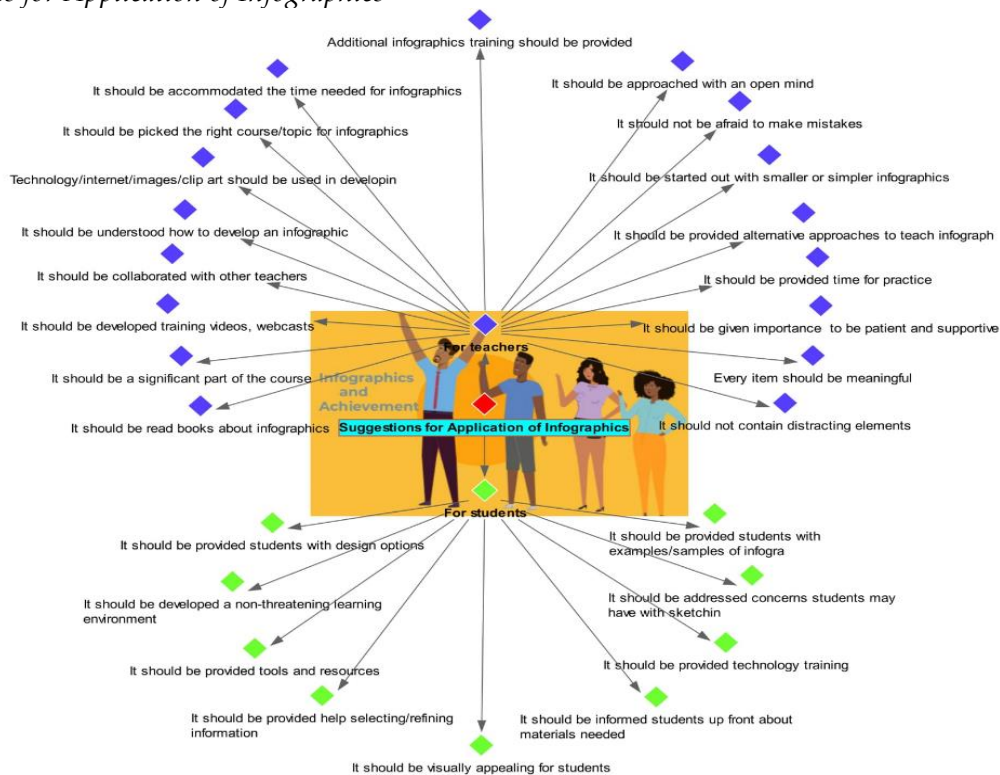 for Application of Infographics
Additional infographics training should be provided
It should be accommodated the time needed for infographics
It should be approached with an open mind
It should be picked the right course/topic for infographics
It should not be afraid to make mistakes
Technology/internet/images/clip art should be used in developin
It should be started out with smaller or simpler infographics
It should be understood how to develop an infographic
It should be provided alternative approaches to teach infograph
It should be collaborated with other teachers
It should be provided time for practice
It should be developed training videos, webcasts
It should be given importance to be patient and supportive
For teachers
It should be a significant part of the course
Every item should be meaningful
Infographics
and
Achievement
It should be read books about infographics
Suggestions for Application of Infographics
It should not contain distracting elements
For students
It should be provided students with design options
It should be provided students with
examples/samples of infogra
It should be developed a non-threatening learning
environment
It should be addressed concerns students may
have with sketchin
It should be provided tools and resources
It should be provided technology training
It should be provided help selecting/refining
information
It should be informed students up front about
materials needed
It should be visually appealing for students